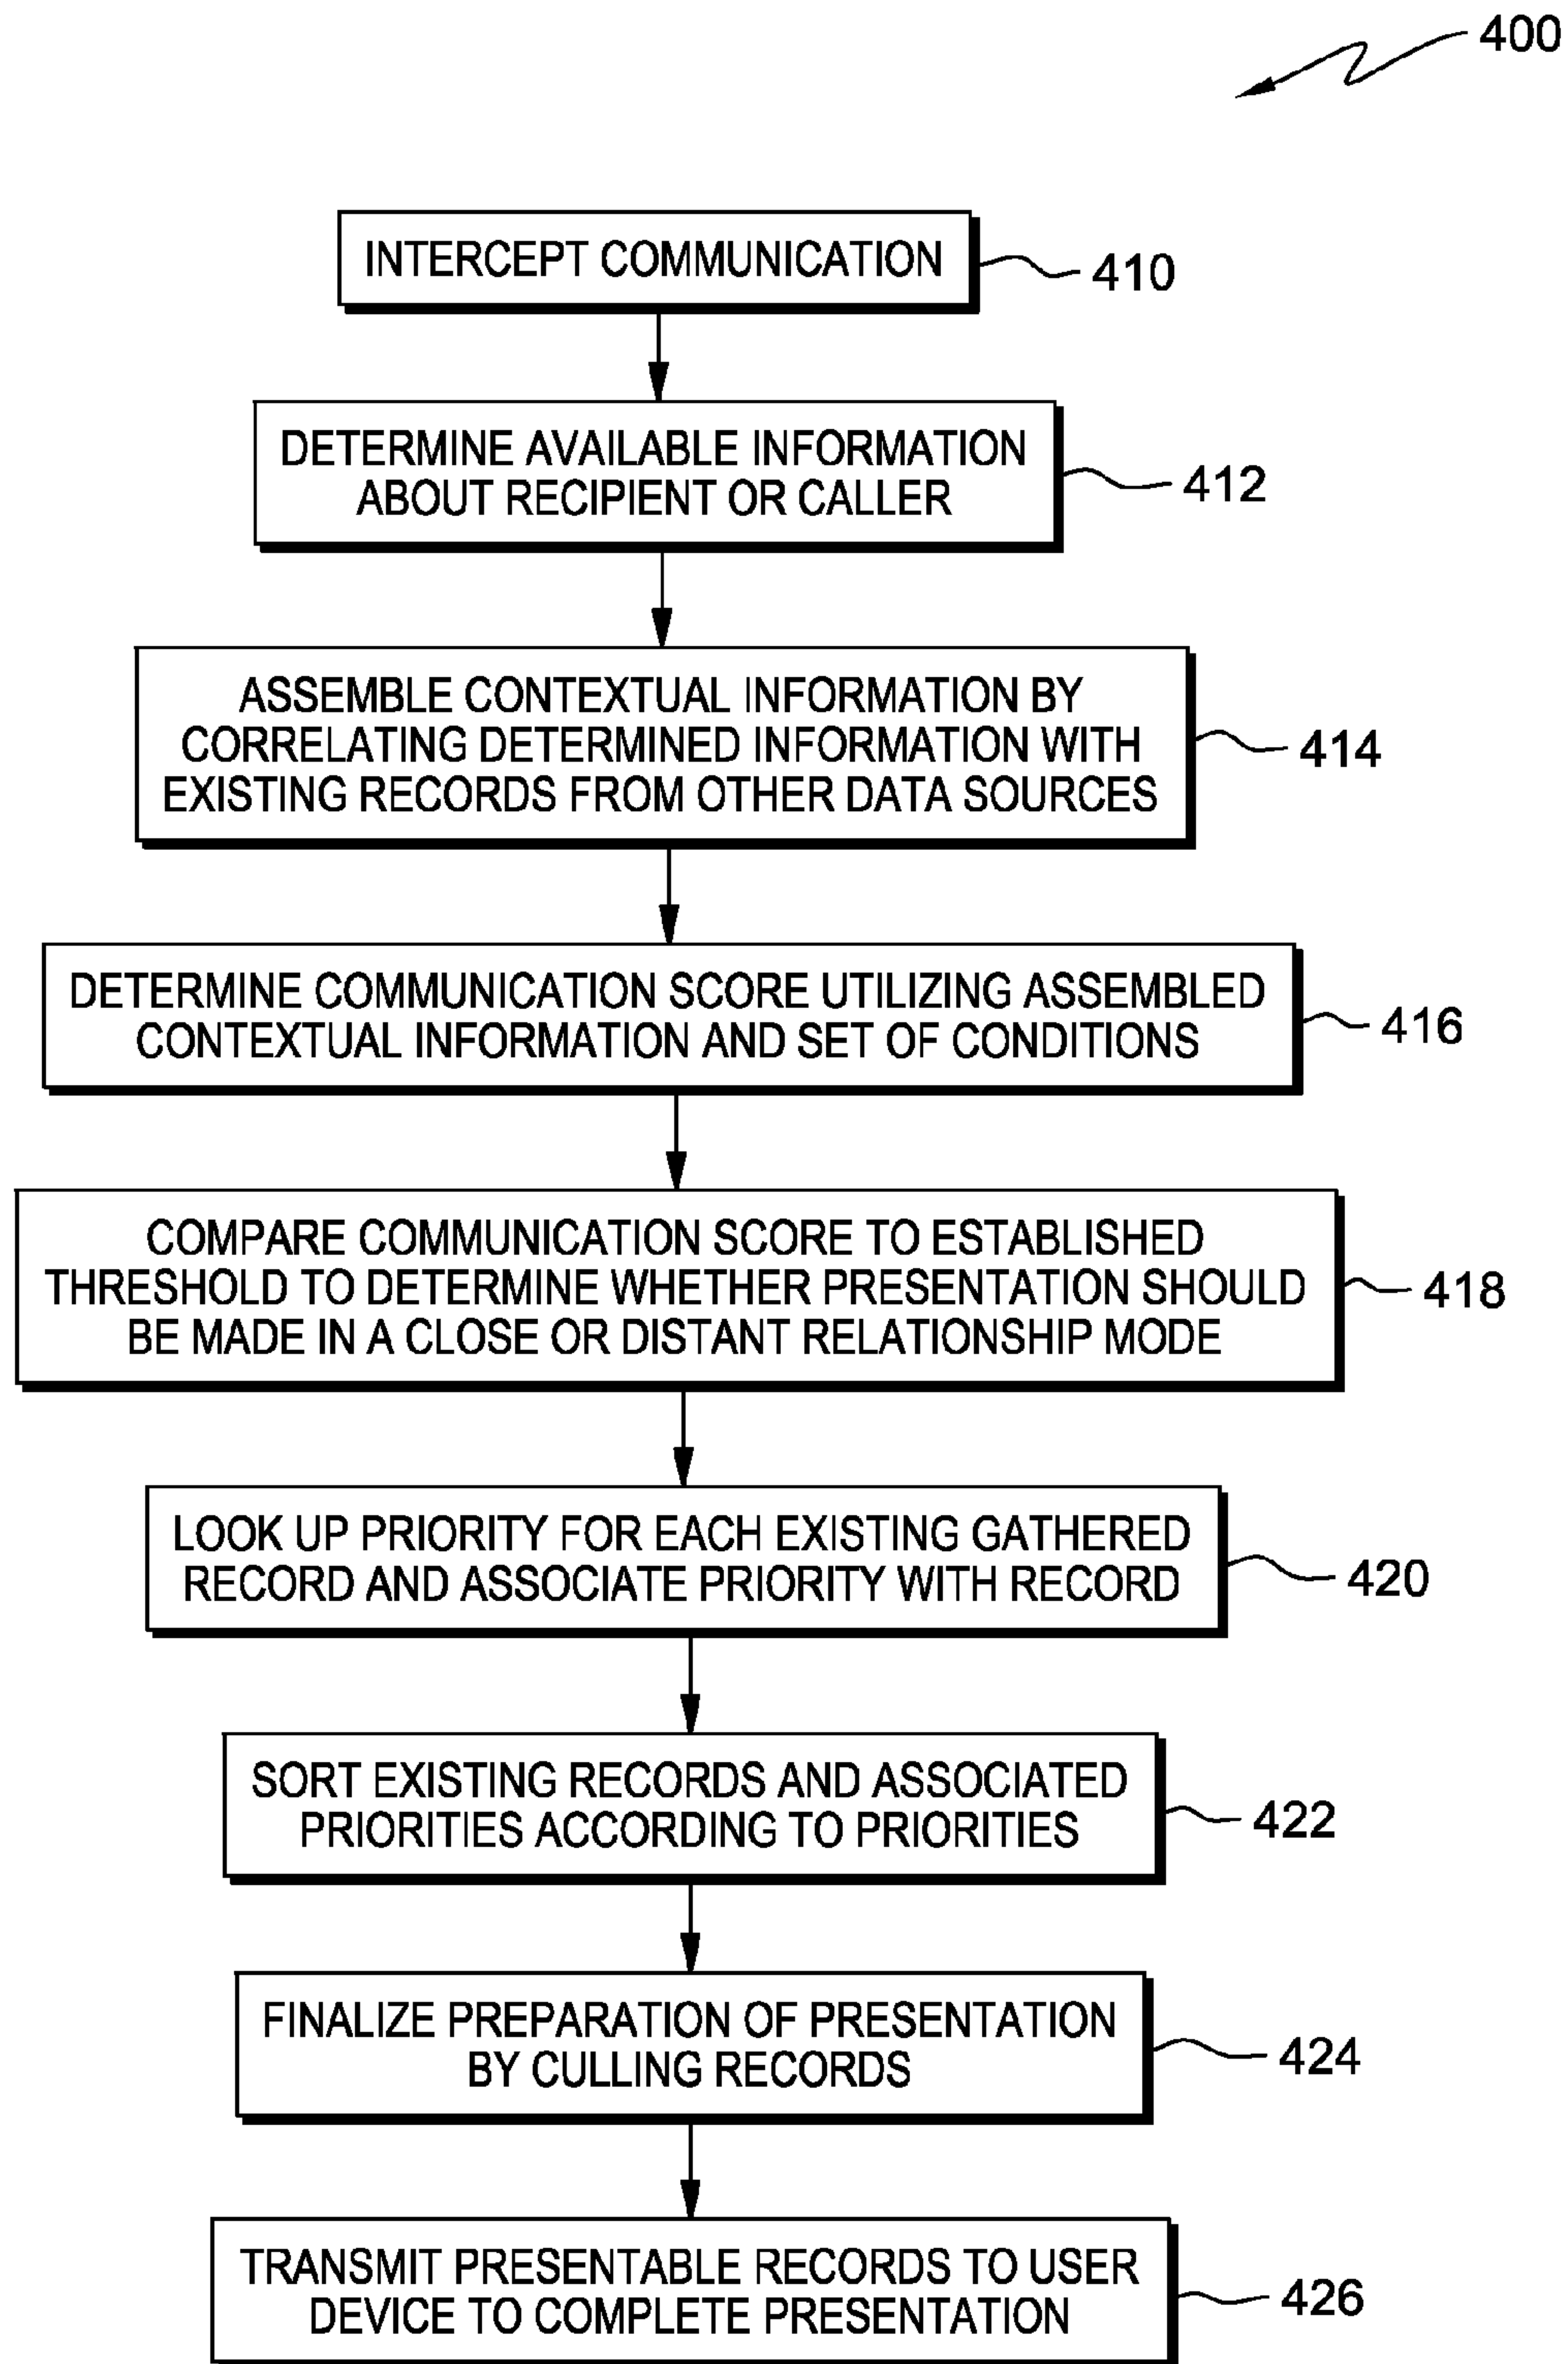 400
INTERCEPT COMMUNICATION
410
DETERMINE AVAILABLE INFORMATION
ABOUT RECIPIENT OR CALLER
412
ASSEMBLE CONTEXTUAL INFORMATION BY
CORRELATING DETERMINED INFORMATION WITH
EXISTING RECORDS FROM OTHER DATA SOURCES
414
DETERMINE COMMUNICATION SCORE UTILIZING ASSEMBLED
CONTEXTUAL INFORMATION AND SET OF CONDITIONS
416
COMPARE COMMUNICATION SCORE TO ESTABLISHED
THRESHOLD TO DETERMINE WHETHER PRESENTATION SHOULD
BE MADE IN A CLOSE OR DISTANT RELATIONSHIP MODE
418
LOOK UP PRIORITY FOR EACH EXISTING GATHERED
RECORD AND ASSOCIATE PRIORITY WITH RECORD
420
SORT EXISTING RECORDS AND ASSOCIATED
PRIORITIES ACCORDING TO PRIORITIES
422
FINALIZE PREPARATION OF PRESENTATION
BY CULLING RECORDS
424
TRANSMIT PRESENTABLE RECORDS TO USER
DEVICE TO COMPLETE PRESENTATION
426